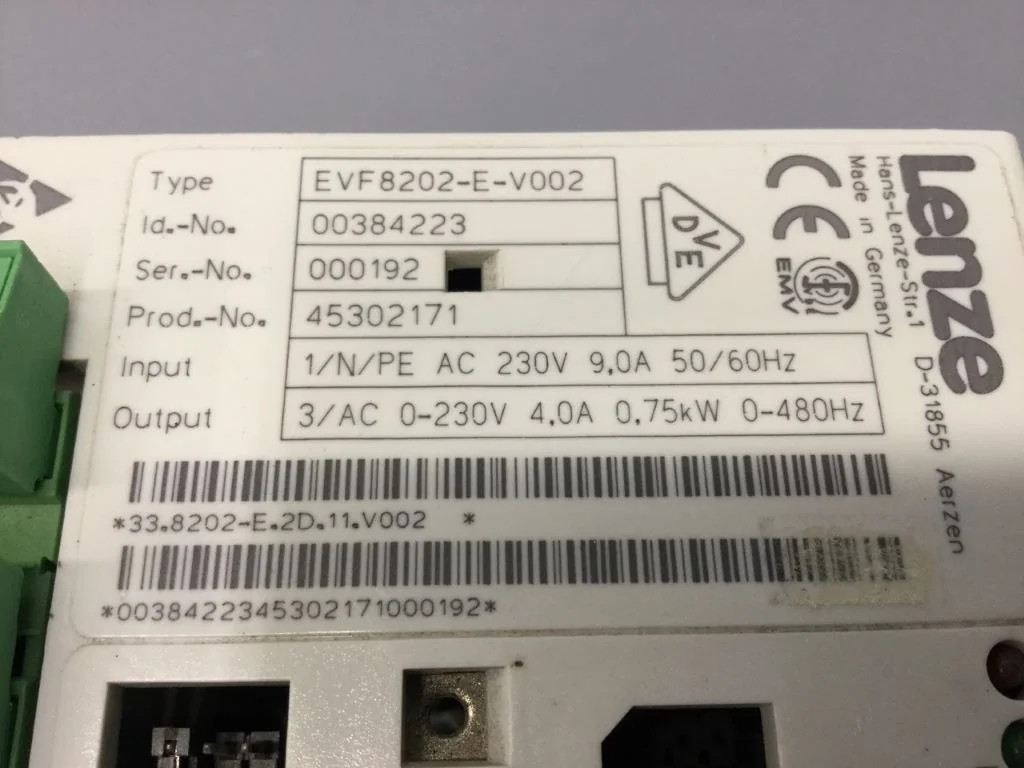 Type EVF8202-E-V002
Id.-No. 00384223
Ser.-No. 000192
Prod.-No. 45302171
Input 1/N/PE AC 230V 9,0A 50/60Hz
Output 3/AC 0-230V 4,0A 0,75kW 0-480Hz
*33.8202-E.2D.11.V002 *
*0038422345302171000192*
DVE
CE
EMV
Made in Germany
Hans-Lenze-Str.1 D-31855 Aerzen
Lenze